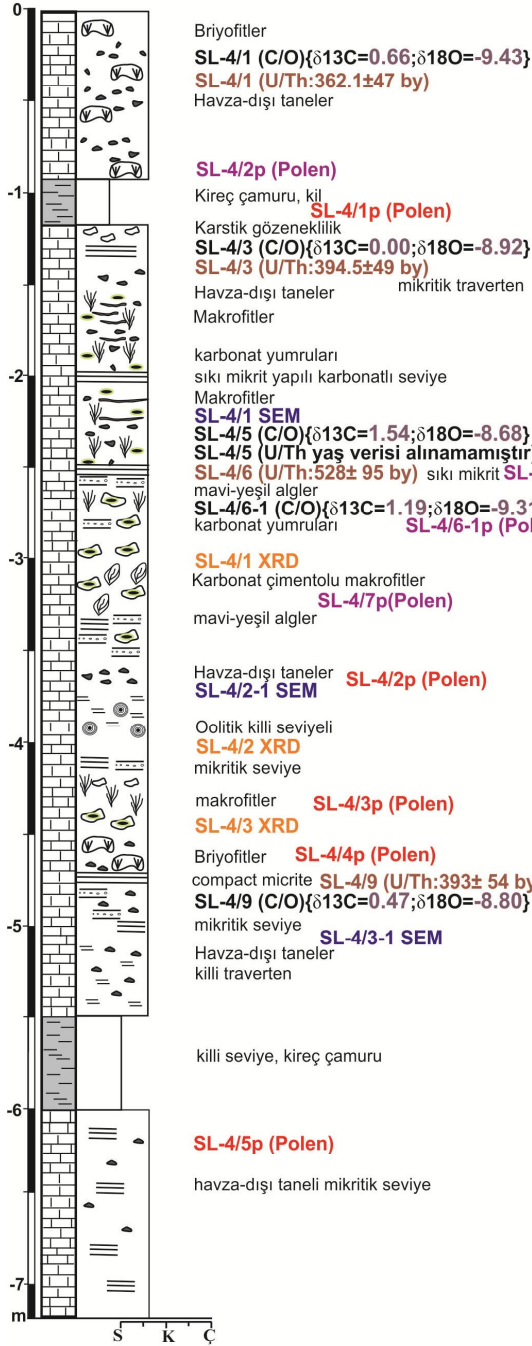 0
Briyofitler
SL-4/1 (C/O){δ13C=0.66;δ18O=-9.43}
SL-4/1 (U/Th:362.1±47 by)
Havza-dışı taneler
SL-4/2p (Polen)
-1
Kireç çamuru, kil
SL-4/1p (Polen)
Karstik gözeneklilik
SL-4/3 (C/O){δ13C=0.00;δ18O=-8.92}
SL-4/3 (U/Th:394.5±49 by)
mikritik traverten
Havza-dışı taneler
Makrofitler
karbonat yumruları
-2
sıkı mikrit yapılı karbonatlı seviye
Makrofitler
SL-4/1 SEM
SL-4/5 (C/O){δ13C=1.54;δ18O=-8.68}
SL-4/5 (U/Th yaş verisi alınamamıştır
SL-4/6 (U/Th:528± 95 by) sıkı mikrit SL-
mavi-yeşil algler
SL-4/6-1 (C/O){δ13C=1.19;δ18O=-9.31
karbonat yumruları SL-4/6-1p (Pol
-3
SL-4/1 XRD
Karbonat çimentolu makrofitler
SL-4/7p(Polen)
mavi-yeşil algler
Havza-dışı taneler SL-4/2p (Polen)
SL-4/2-1 SEM
Oolitik killi seviyeli
-4
SL-4/2 XRD
mikritik seviye
makrofitler SL-4/3p (Polen)
SL-4/3 XRD
Briyofitler SL-4/4p (Polen)
compact micrite SL-4/9 (U/Th:393± 54 by
SL-4/9 (C/O){δ13C=0.47;δ18O=-8.80}
-5
mikritik seviye
SL-4/3-1 SEM
Havza-dışı taneler
killi traverten
killi seviye, kireç çamuru
-6
SL-4/5p (Polen)
havza-dışı taneli mikritik seviye
-7
m
S K Ç